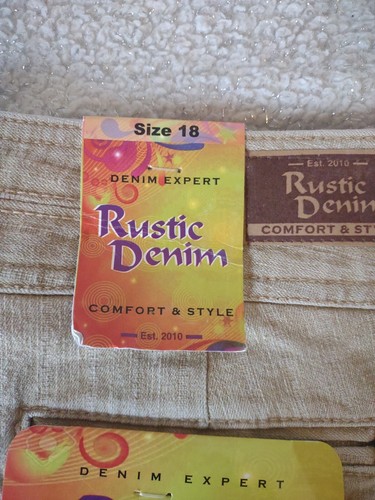 Size 18
DENIM EXPERT
Rustic
Denim
COMFORT & STYLE
Est. 2010
Est. 2010
Rustic
Denim
COMFORT & STY
DENIM EXPERT